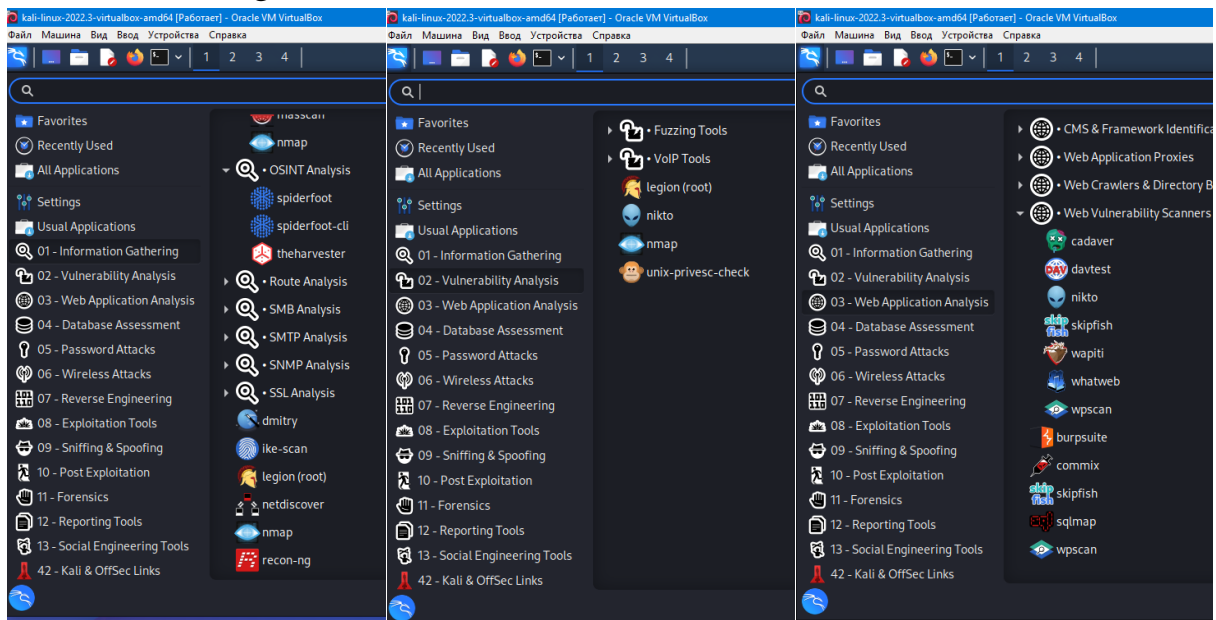 kali-linux-2022.3-virtualbox-amd64 [Работает] - Oracle VM VirtualBox
Файл Машина Вид Ввод Устройства Справка
1 2 3 4
Favorites
Recently Used
All Applications
Settings
Usual Applications
01 - Information Gathering
02 - Vulnerability Analysis
03 - Web Application Analysis
04 - Database Assessment
05 - Password Attacks
06 - Wireless Attacks
07 - Reverse Engineering
08 - Exploitation Tools
09 - Sniffing & Spoofing
10 - Post Exploitation
11 - Forensics
12 - Reporting Tools
13 - Social Engineering Tools
42 - Kali & OffSec Links
masscan
nmap
• OSINT Analysis
spiderfoot
spiderfoot-cli
theharvester
• Route Analysis
• SMB Analysis
• SMTP Analysis
• SNMP Analysis
• SSL Analysis
dmitry
ike-scan
legion (root)
netdiscover
nmap
recon-ng
kali-linux-2022.3-virtualbox-amd64 [Работает] - Oracle VM VirtualBox
Файл Машина Вид Ввод Устройства Справка
1 2 3 4
Favorites
Recently Used
All Applications
Settings
Usual Applications
01 - Information Gathering
02 - Vulnerability Analysis
03 - Web Application Analysis
04 - Database Assessment
05 - Password Attacks
06 - Wireless Attacks
07 - Reverse Engineering
08 - Exploitation Tools
09 - Sniffing & Spoofing
10 - Post Exploitation
11 - Forensics
12 - Reporting Tools
13 - Social Engineering Tools
42 - Kali & OffSec Links
• Fuzzing Tools
• VoIP Tools
legion (root)
nikto
nmap
unix-privesc-check
kali-linux-2022.3-virtualbox-amd64 [Работает] - Oracle VM VirtualBox
Файл Машина Вид Ввод Устройства Справка
1 2 3 4
Favorites
Recently Used
All Applications
Settings
Usual Applications
01 - Information Gathering
02 - Vulnerability Analysis
03 - Web Application Analysis
04 - Database Assessment
05 - Password Attacks
06 - Wireless Attacks
07 - Reverse Engineering
08 - Exploitation Tools
09 - Sniffing & Spoofing
10 - Post Exploitation
11 - Forensics
12 - Reporting Tools
13 - Social Engineering Tools
42 - Kali & OffSec Links
• CMS & Framework Identifica
• Web Application Proxies
• Web Crawlers & Directory B
• Web Vulnerability Scanners
cadaver
DAV davtest
nikto
skip fish skipfish
wapiti
whatweb
wpscan
burpsuite
commix
skip fish skipfish
sqlmap
wpscan